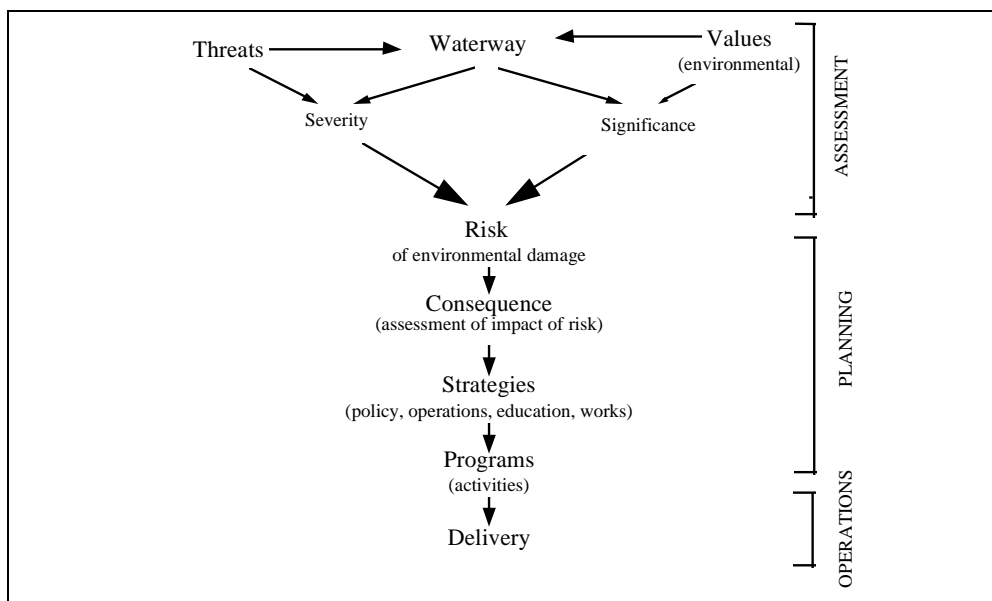 Threats
Waterway
Values
(environmental)
Severity
Significance
Risk
of environmental damage
Consequence
(assessment of impact of risk)
Strategies
(policy, operations, education, works)
Programs
(activities)
Delivery
ASSESSMENT
PLANNING
OPERATIONS